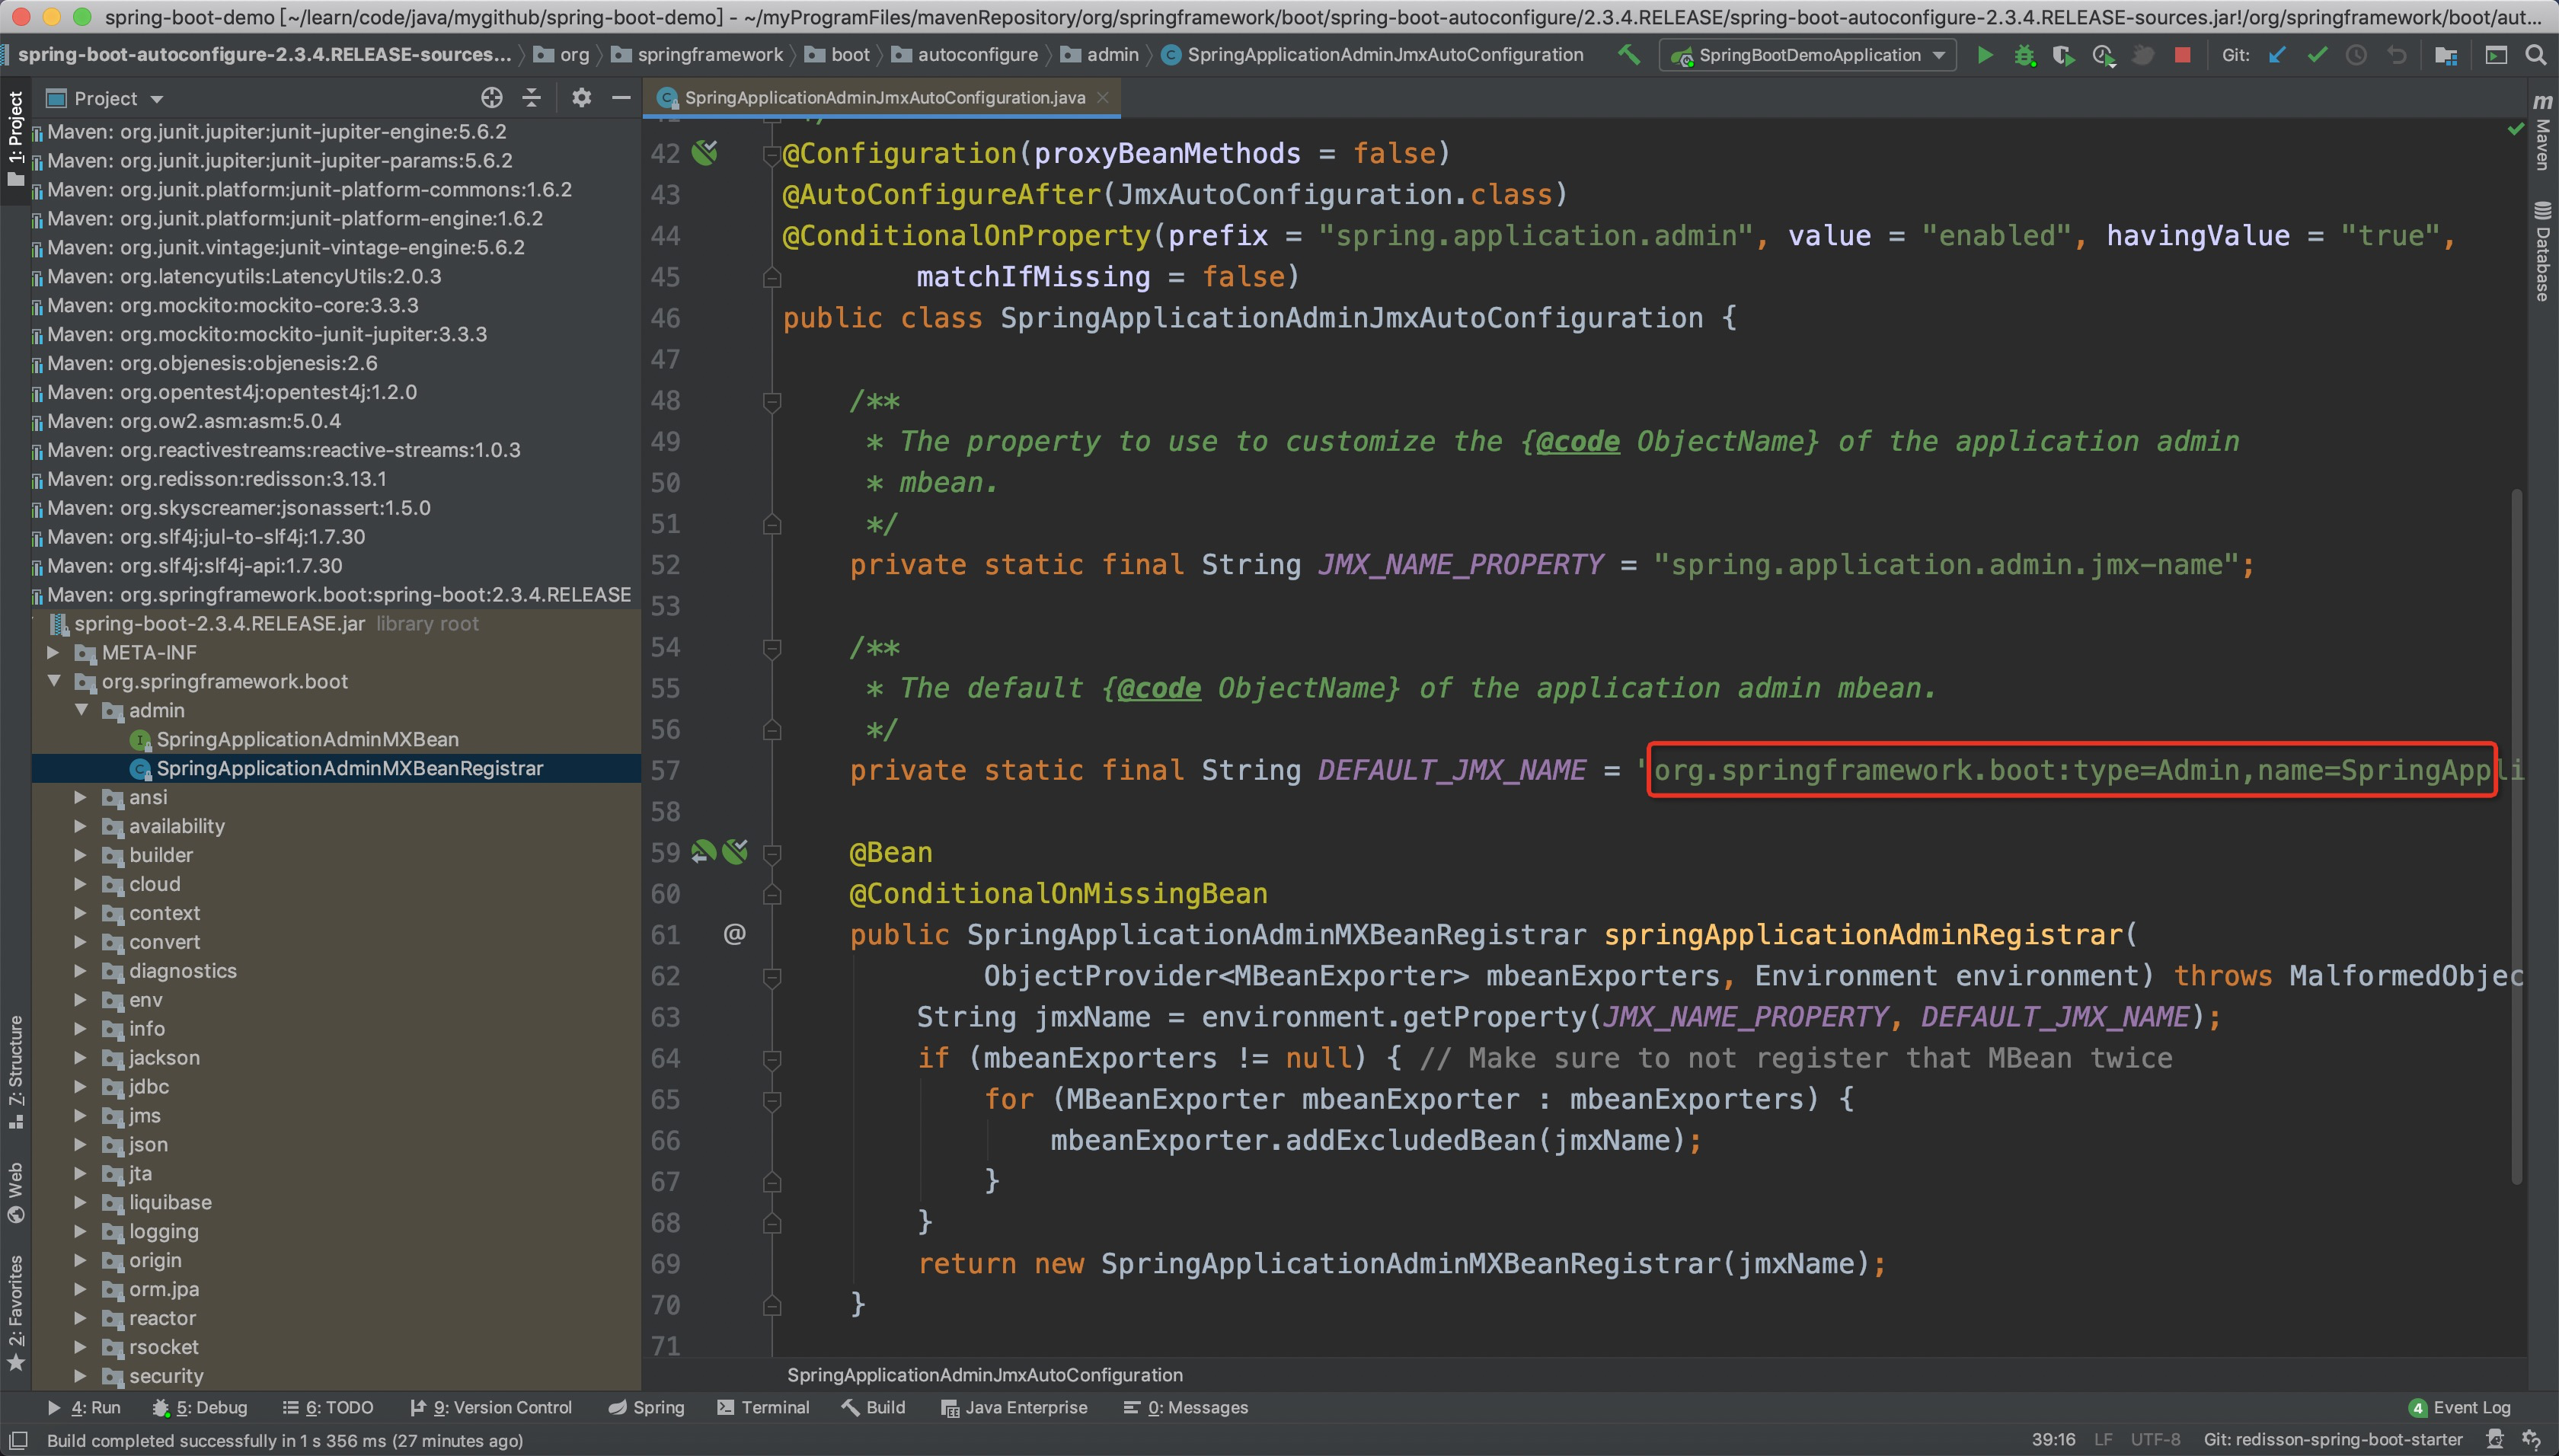 spring-boot-demo [~/learn/code/java/mygithub/spring-boot-demo] - ~/myProgramFiles/mavenRepository/org/springframework/boot/spring-boot-autoconfigure/2.3.4.RELEASE/spring-boot-autoconfigure-2.3.4.RELEASE-sources.jar!/org/springframework/boot/aut...
spring-boot-autoconfigure-2.3.4.RELEASE-sources... org springframework boot autoconfigure admin SpringApplicationAdminJmxAutoConfiguration SpringBootDemoApplication Git:
Project
SpringApplicationAdminJmxAutoConfiguration.java
1: Project
7: Structure
Web
2: Favorites
Maven: org.junit.jupiter:junit-jupiter-engine:5.6.2
Maven: org.junit.jupiter:junit-jupiter-params:5.6.2
Maven: org.junit.platform:junit-platform-commons:1.6.2
Maven: org.junit.platform:junit-platform-engine:1.6.2
Maven: org.junit.vintage:junit-vintage-engine:5.6.2
Maven: org.latencyutils:LatencyUtils:2.0.3
Maven: org.mockito:mockito-core:3.3.3
Maven: org.mockito:mockito-junit-jupiter:3.3.3
Maven: org.objenesis:objenesis:2.6
Maven: org.opentest4j:opentest4j:1.2.0
Maven: org.ow2.asm:asm:5.0.4
Maven: org.reactivestreams:reactive-streams:1.0.3
Maven: org.redisson:redisson:3.13.1
Maven: org.skyscreamer:jsonassert:1.5.0
Maven: org.slf4j:jul-to-slf4j:1.7.30
Maven: org.slf4j:slf4j-api:1.7.30
Maven: org.springframework.boot:spring-boot:2.3.4.RELEASE
spring-boot-2.3.4.RELEASE.jar library root
META-INF
org.springframework.boot
admin
SpringApplicationAdminMXBean
SpringApplicationAdminMXBeanRegistrar
ansi
availability
builder
cloud
context
convert
diagnostics
env
info
jackson
jdbc
jms
json
jta
liquibase
logging
origin
orm.jpa
reactor
rsocket
security
42 @Configuration(proxyBeanMethods = false)
43 @AutoConfigureAfter(JmxAutoConfiguration.class)
44 @ConditionalOnProperty(prefix = "spring.application.admin", value = "enabled", havingValue = "true",
45 matchIfMissing = false)
46 public class SpringApplicationAdminJmxAutoConfiguration {
47
48 /**
49 * The property to use to customize the {@code ObjectName} of the application admin
50 * mbean.
51 */
52 private static final String JMX_NAME_PROPERTY = "spring.application.admin.jmx-name";
53
54 /**
55 * The default {@code ObjectName} of the application admin mbean.
56 */
57 private static final String DEFAULT_JMX_NAME = "org.springframework.boot:type=Admin,name=SpringAppli
58
59 @Bean
60 @ConditionalOnMissingBean
61 @ public SpringApplicationAdminMXBeanRegistrar springApplicationAdminRegistrar(
62 ObjectProvider<MBeanExporter> mbeanExporters, Environment environment) throws MalformedObjec
63 String jmxName = environment.getProperty(JMX_NAME_PROPERTY, DEFAULT_JMX_NAME);
64 if (mbeanExporters != null) { // Make sure to not register that MBean twice
65 for (MBeanExporter mbeanExporter : mbeanExporters) {
66 mbeanExporter.addExcludedBean(jmxName);
67 }
68 }
69 return new SpringApplicationAdminMXBeanRegistrar(jmxName);
70 }
71
SpringApplicationAdminJmxAutoConfiguration
m Maven
Database
4: Run 5: Debug 6: TODO 9: Version Control Spring Terminal Build Java Enterprise 0: Messages 4 Event Log
Build completed successfully in 1 s 356 ms (27 minutes ago) 39:16 LF UTF-8 Git: redisson-spring-boot-starter